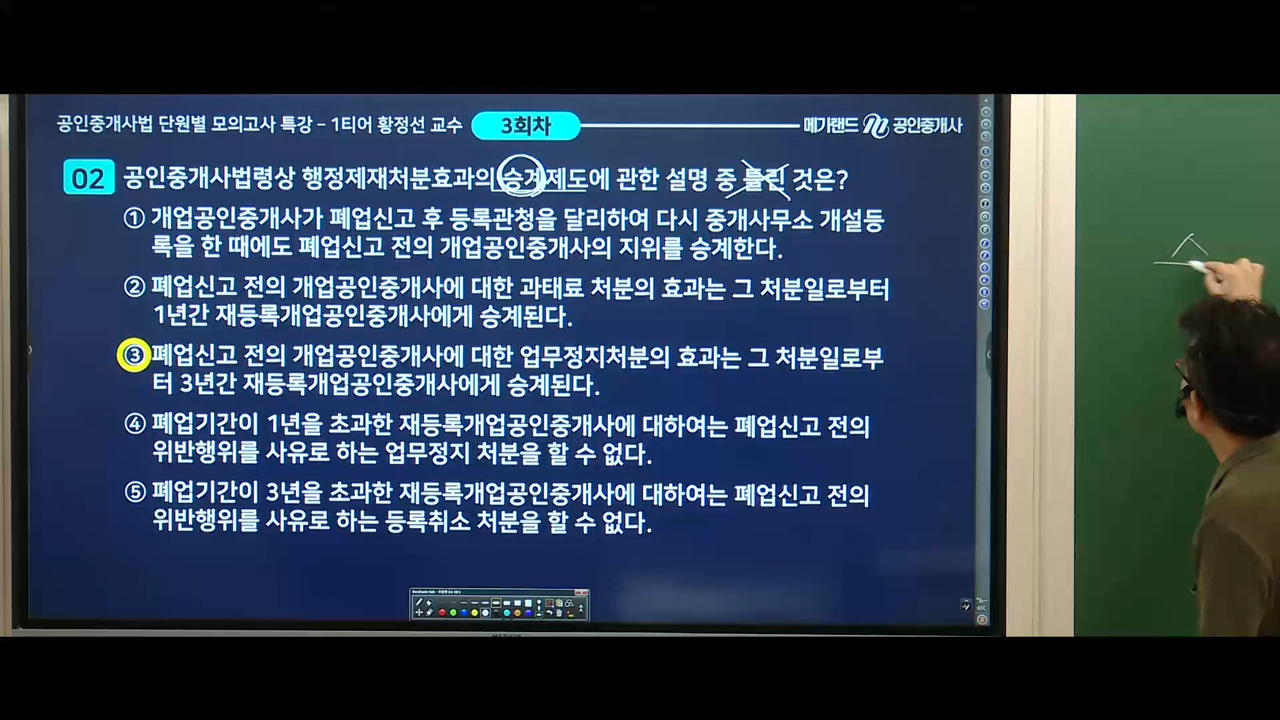 공인중개사법 단원별 모의고사 특강 – 1티어 황정선 교수 3회차 메가랜드 공인중개사
02 공인중개사법령상 행정제재처분효과의 승계제도에 관한 설명 중 틀린 것은?
① 개업공인중개사가 폐업신고 후 등록관청을 달리하여 다시 중개사무소 개설등
록을 한 때에도 폐업신고 전의 개업공인중개사의 지위를 승계한다.
② 폐업신고 전의 개업공인중개사에 대한 과태료 처분의 효과는 그 처분일로부터
1년간 재등록개업공인중개사에게 승계된다.
③ 폐업신고 전의 개업공인중개사에 대한 업무정지처분의 효과는 그 처분일로부
터 3년간 재등록개업공인중개사에게 승계된다.
④ 폐업기간이 1년을 초과한 재등록개업공인중개사에 대하여는 폐업신고 전의
위반행위를 사유로 하는 업무정지 처분을 할 수 없다.
⑤ 폐업기간이 3년을 초과한 재등록개업공인중개사에 대하여는 폐업신고 전의
위반행위를 사유로 하는 등록취소 처분을 할 수 없다.